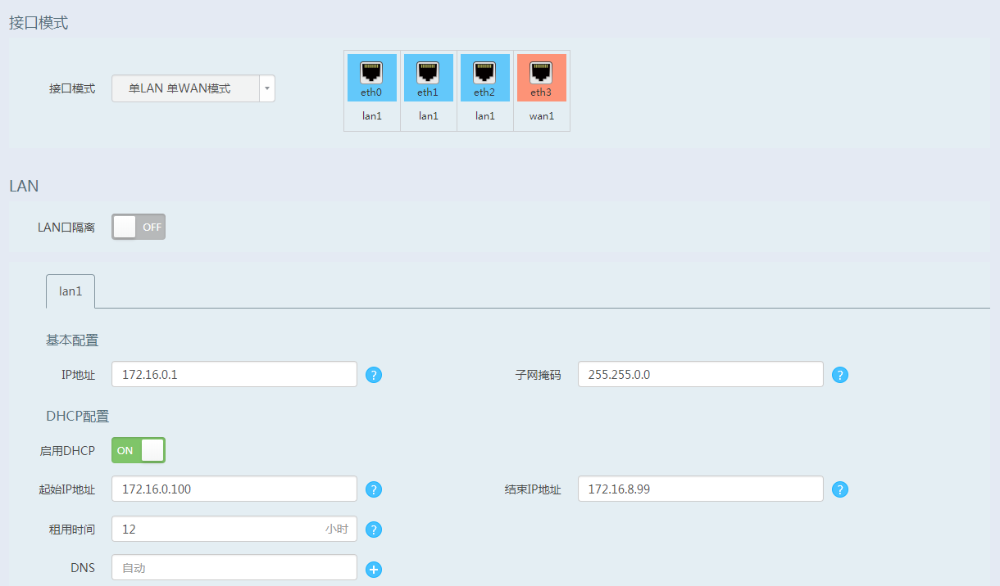 接口模式
接口模式 单LAN 单WAN模式
eth0 eth1 eth2 eth3
lan1 lan1 lan1 wan1
LAN
LAN口隔离 OFF
lan1
基本配置
IP地址 172.16.0.1 ? 子网掩码 255.255.0.0 ?
DHCP配置
启用DHCP ON
起始IP地址 172.16.0.100 ? 结束IP地址 172.16.8.99 ?
租用时间 12 小时 ?
DNS 自动 +